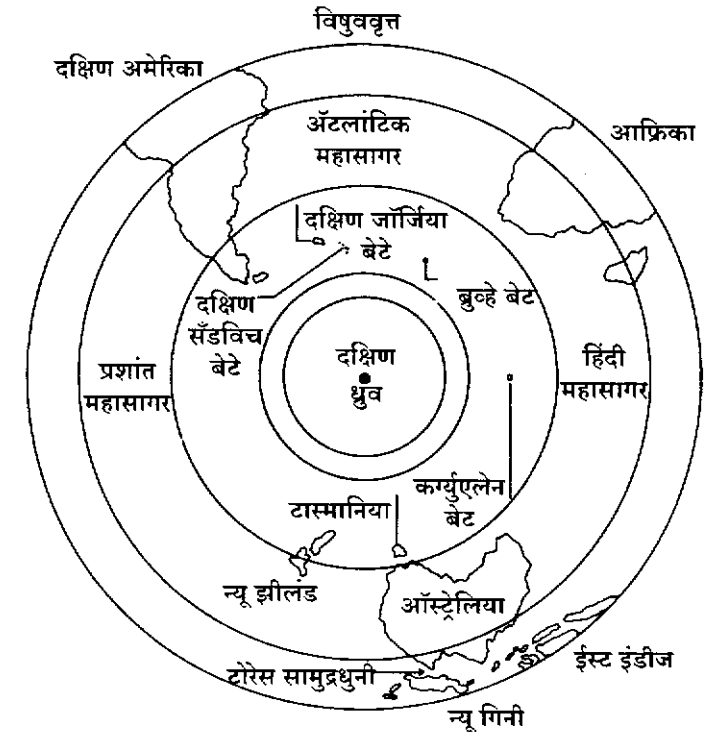 विषुववृत्त
दक्षिण अमेरिका
ॲटलांटिक
महासागर
आफ्रिका
दक्षिण जॉर्जिया
बेटे
ब्रुव्हे बेट
दक्षिण
सँडविच
बेटे
प्रशांत
महासागर
दक्षिण
ध्रुव
हिंदी
महासागर
कर्ग्युएलेन
बेट
टास्मानिया
न्यू झीलंड
ऑस्ट्रेलिया
टोरेस सामुद्रधुनी
ईस्ट इंडीज
न्यू गिनी